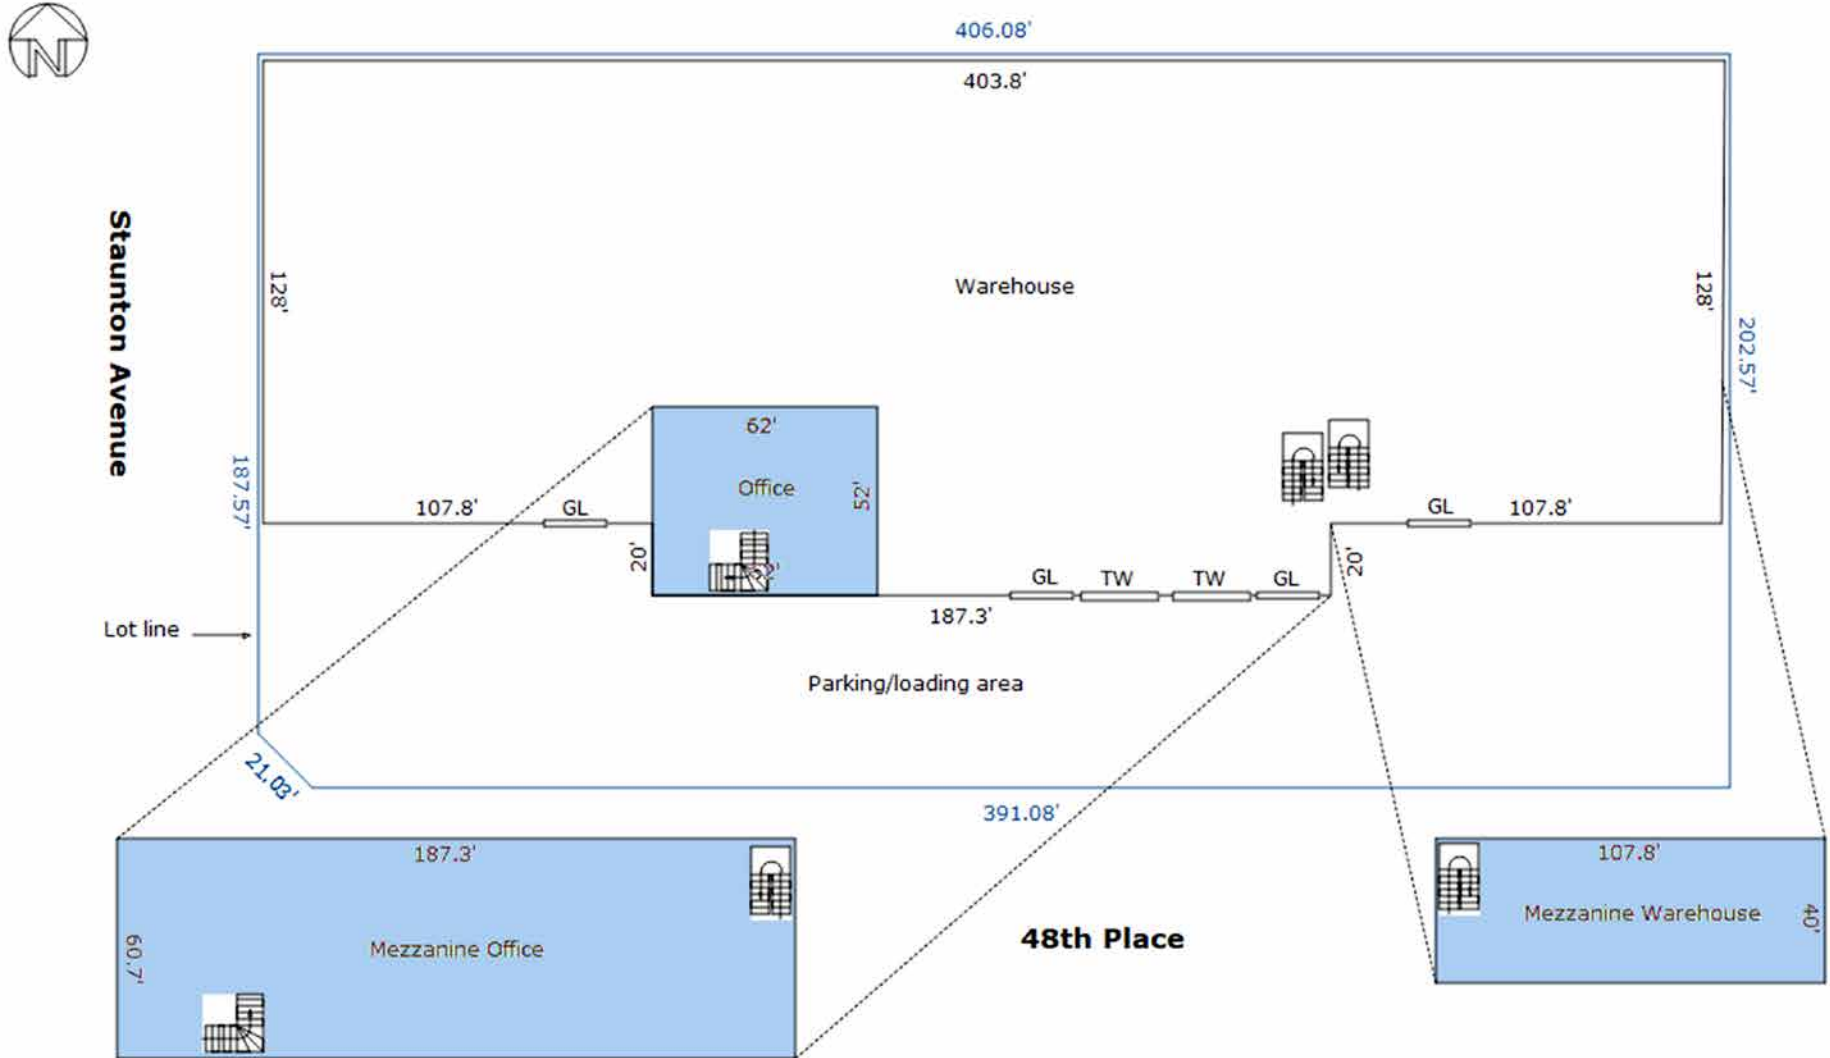 N
406.08'
403.8'
Staunton Avenue
128'
Warehouse
128'
202.57'
62'
187.57'
Office
52'
107.8'
GL
GL
107.8'
20'
20'
GL
TW
TW
GL
187.3'
Lot line
Parking/loading area
21.03'
391.08'
187.3'
60.7'
Mezzanine Office
48th Place
107.8'
Mezzanine Warehouse
40'